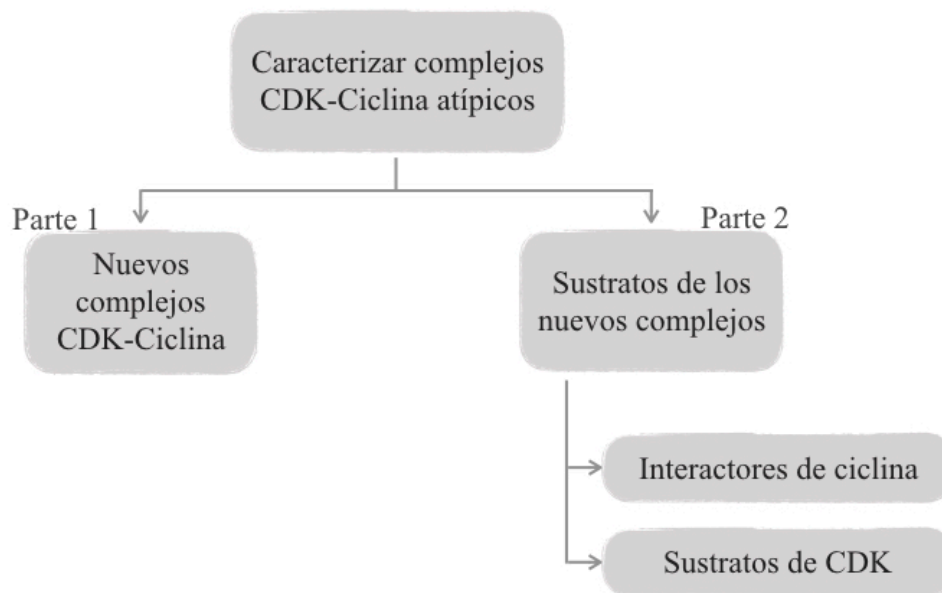 Caracterizar complejos
CDK-Ciclina atípicos
Parte 1
Nuevos
complejos
CDK-Ciclina
Parte 2
Sustratos de los
nuevos complejos
Interactores de ciclina
Sustratos de CDK